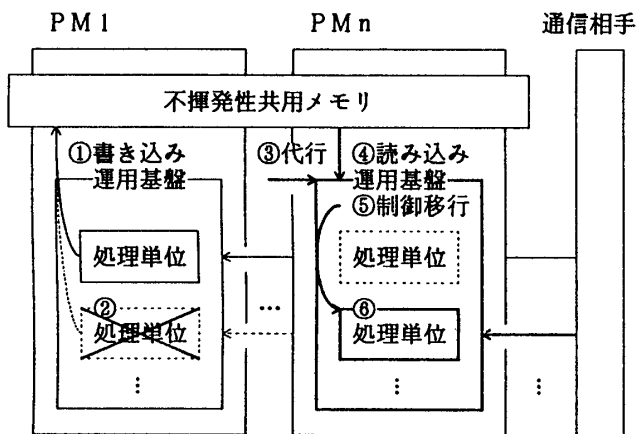 PM1
PMn
通信相手
不揮発性共用メモリ
①書き込み
③代行
④読み込み
運用基盤
運用基盤
⑤制御移行
処理単位
処理単位
②
…
⑥
処理単位
処理単位
⋮
⋮
⋮